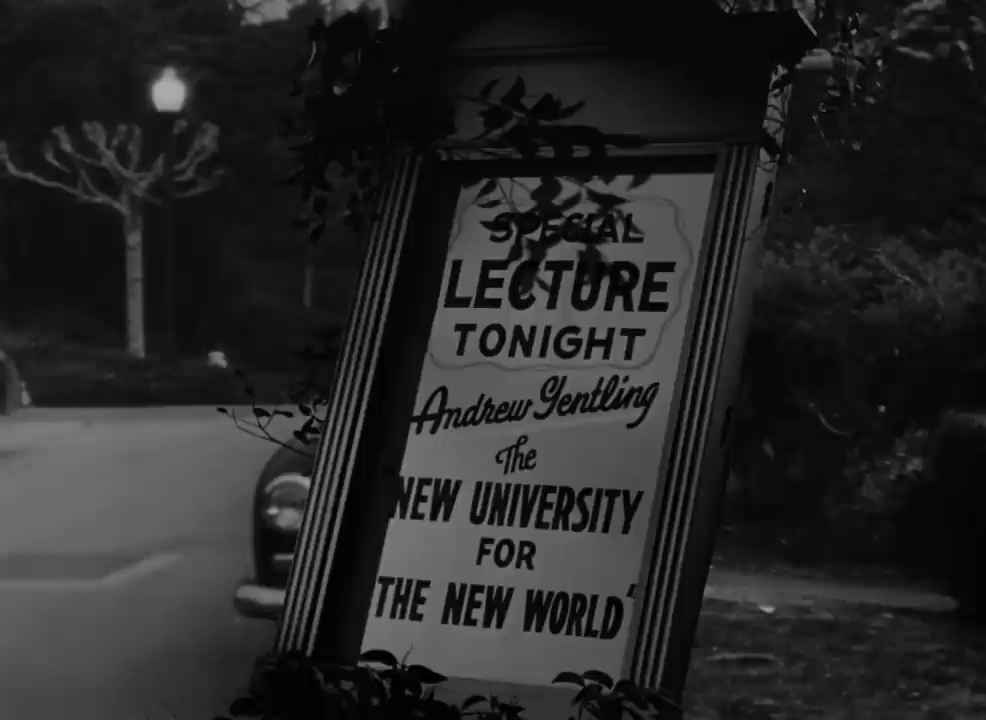 SPECIAL
LECTURE
TONIGHT
Andrew Gentling
The
NEW UNIVERSITY
FOR
THE NEW WORLD"